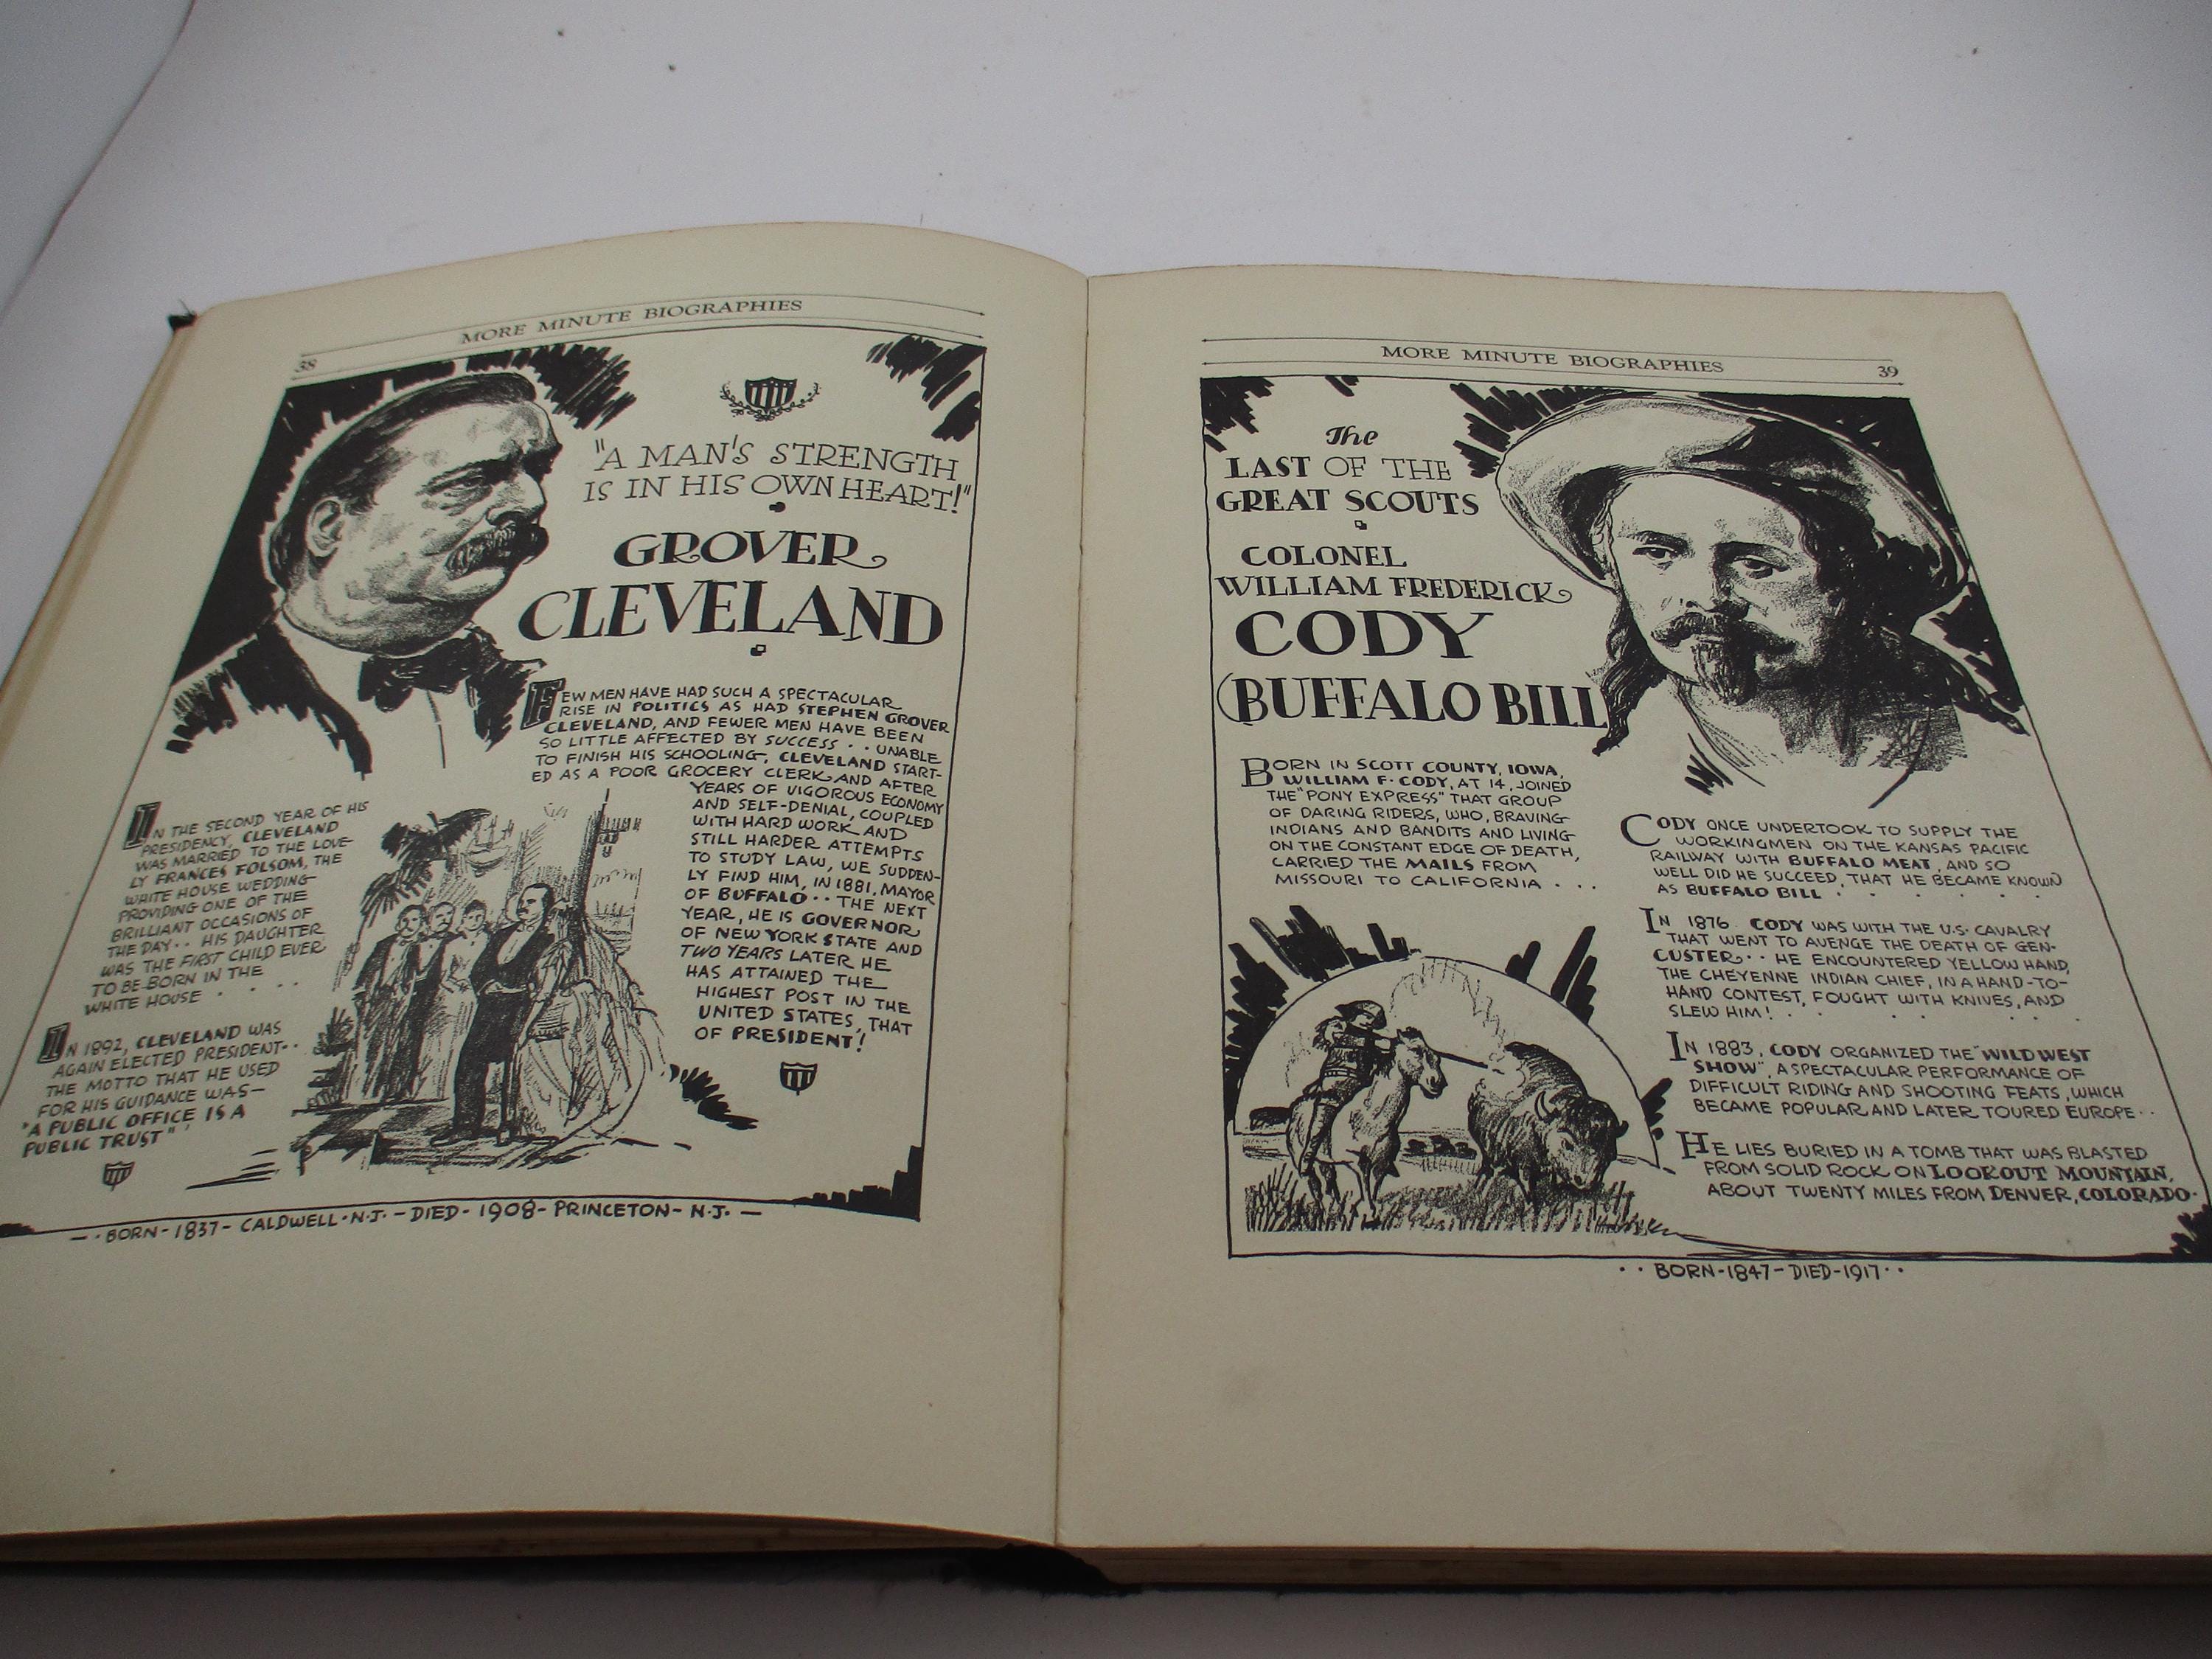 MORE MINUTE BIOGRAPHIES
38
"A MAN'S STRENGTH
IS IN HIS OWN HEART!"
GROVER
CLEVELAND
FEW MEN HAVE HAD SUCH A SPECTACULAR
RISE IN POLITICS AS HAD STEPHEN GROVER
CLEVELAND, AND FEWER MEN HAVE BEEN
SO LITTLE AFFECTED BY SUCCESS . . UNABLE
TO FINISH HIS SCHOOLING, CLEVELAND START-
ED AS A POOR GROCERY CLERK AND AFTER
YEARS OF VIGOROUS ECONOMY
AND SELF-DENIAL, COUPLED
WITH HARD WORK AND
STILL HARDER ATTEMPTS
TO STUDY LAW, WE SUDDEN-
LY FIND HIM, IN 1881, MAYOR
OF BUFFALO . . THE NEXT
YEAR, HE IS GOVERNOR
OF NEW YORK STATE AND
TWO YEARS LATER HE
HAS ATTAINED THE
HIGHEST POST IN THE
UNITED STATES, THAT
OF PRESIDENT!
IN THE SECOND YEAR OF HIS
PRESIDENCY, CLEVELAND
WAS MARRIED TO THE LOVE-
LY FRANCES FOLSOM, THE
WHITE HOUSE WEDDING
PROVIDING ONE OF THE
BRILLIANT OCCASIONS OF
THE DAY . . HIS DAUGHTER
WAS THE FIRST CHILD EVER
TO BE BORN IN THE
WHITE HOUSE . . . .
IN 1892, CLEVELAND WAS
AGAIN ELECTED PRESIDENT . .
THE MOTTO THAT HE USED
FOR HIS GUIDANCE WAS—
"A PUBLIC OFFICE IS A
PUBLIC TRUST"
— · BORN - 1837 - CALDWELL · N.J. — DIED - 1908 - PRINCETON - N.J. —
MORE MINUTE BIOGRAPHIES
39
The
LAST OF THE
GREAT SCOUTS
COLONEL
WILLIAM FREDERICK
CODY
(BUFFALO BILL
BORN IN SCOTT COUNTY, IOWA,
WILLIAM F. CODY, AT 14, JOINED
THE "PONY EXPRESS" THAT GROUP
OF DARING RIDERS, WHO, BRAVING
INDIANS AND BANDITS AND LIVING
ON THE CONSTANT EDGE OF DEATH,
CARRIED THE MAILS FROM
MISSOURI TO CALIFORNIA . . .
CODY ONCE UNDERTOOK TO SUPPLY THE
WORKINGMEN ON THE KANSAS PACIFIC
RAILWAY WITH BUFFALO MEAT, AND SO
WELL DID HE SUCCEED, THAT HE BECAME KNOWN
AS BUFFALO BILL . . . . . .
IN 1876 CODY WAS WITH THE U.S. CAVALRY
THAT WENT TO AVENGE THE DEATH OF GEN.
CUSTER . . HE ENCOUNTERED YELLOW HAND,
THE CHEYENNE INDIAN CHIEF, IN A HAND-TO-
HAND CONTEST, FOUGHT WITH KNIVES, AND
SLEW HIM! . . . . . .
IN 1883, CODY ORGANIZED THE "WILD WEST
SHOW", A SPECTACULAR PERFORMANCE OF
DIFFICULT RIDING AND SHOOTING FEATS, WHICH
BECAME POPULAR AND LATER TOURED EUROPE . .
HE LIES BURIED IN A TOMB THAT WAS BLASTED
FROM SOLID ROCK ON LOOKOUT MOUNTAIN,
ABOUT TWENTY MILES FROM DENVER, COLORADO .
· · BORN - 1847 - DIED - 1917 · ·